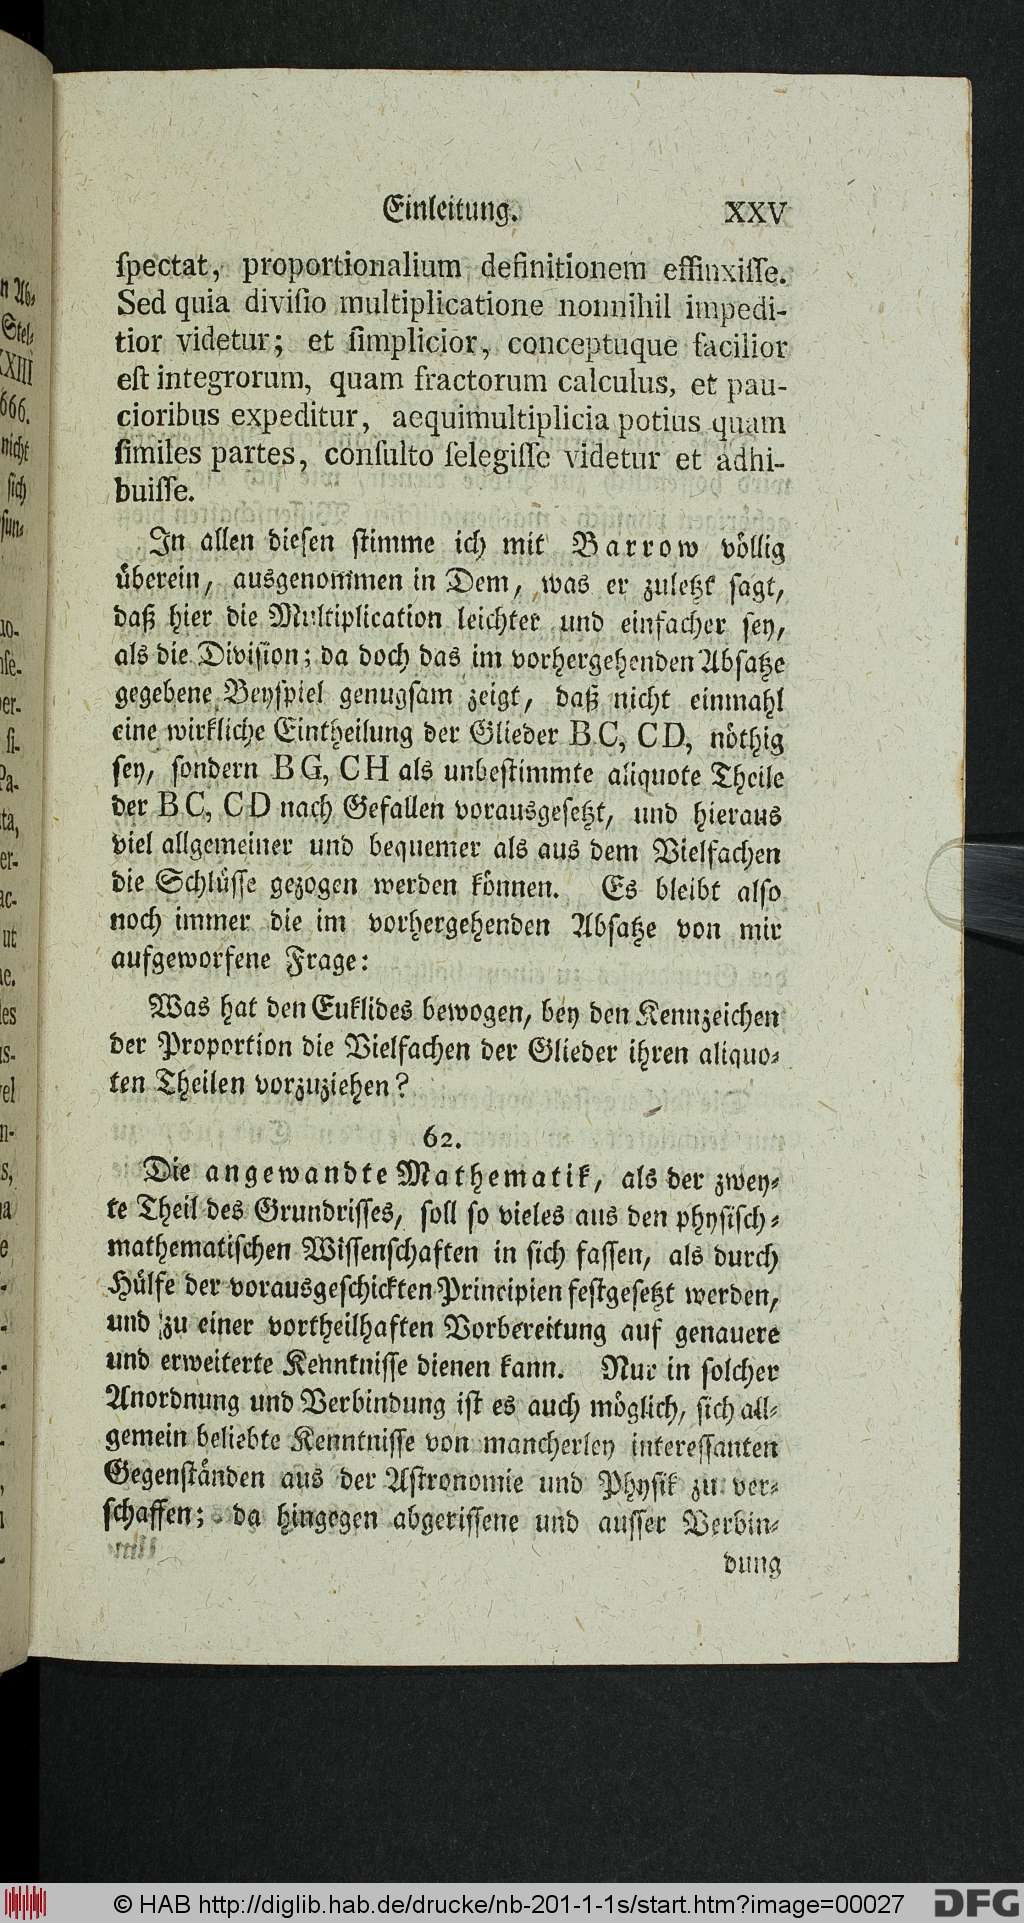 Einleitung. XXV
ſpectat, proportionalium definitionem effinxiſſe.
Sed quia diviſio multiplicatione nonnihil impedi-
tior videtur; et ſimplicior, conceptuque facilior
eſt integrorum, quam fractorum calculus, et pau-
cioribus expeditur, aequimultiplicia potius quam
ſimiles partes, conſulto ſelegiſſe videtur et adhi-
buiſſe.
In allen dieſen ſtimme ich mit Barrow völlig
überein, ausgenommen in Dem, was er zuletzt ſagt,
daß hier die Multiplication leichter und einfacher ſey,
als die Diviſion; da doch das im vorhergehenden Abſatze
gegebene Beyſpiel genugſam zeigt, daß nicht einmahl
eine wirkliche Eintheilung der Glieder BC, CD, nöthig
ſey, ſondern BG, CH als unbeſtimmte aliquote Theile
der BC, CD nach Gefallen vorausgeſetzt, und hieraus
viel allgemeiner und bequemer als aus dem Vielfachen
die Schlüſſe gezogen werden können. Es bleibt alſo
noch immer die im vorhergehenden Abſatze von mir
aufgeworfene Frage:
Was hat den Euklides bewogen, bey den Kennzeichen
der Proportion die Vielfachen der Glieder ihren aliquo-
ten Theilen vorzuziehen?
62.
Die angewandte Mathematik, als der zwey-
te Theil des Grundriſſes, ſoll ſo vieles aus den phyſiſch-
mathematiſchen Wiſſenſchaften in ſich faſſen, als durch
Hülfe der vorausgeſchickten Principien feſtgeſetzt werden,
und zu einer vortheilhaften Vorbereitung auf genauere
und erweiterte Kenntniſſe dienen kann. Nur in ſolcher
Anordnung und Verbindung iſt es auch möglich, ſich all-
gemein beliebte Kenntniſſe von mancherley intereſſanten
Gegenſtänden aus der Aſtronomie und Phyſik zu ver-
ſchaffen; da hingegen abgeriſſene und auſſer Verbin-
dung
© HAB http://diglib.hab.de/drucke/nb-201-1-1s/start.htm?image=00027 DFG